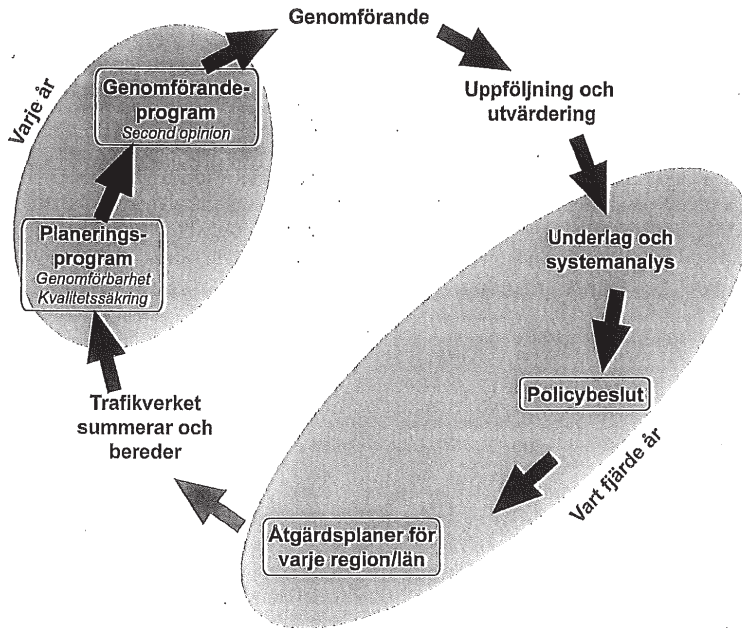 Genomförande
Varje år
Genomförande-
program
Second opinion
Uppföljning och
utvärdering
Planerings-
program
Genomförbarhet
Kvalitetssäkring
Underlag och
systemanalys
Policybeslut
Trafikverket
summerar och
bereder
Vart fjärde år
Åtgärdsplaner för
varje region/län